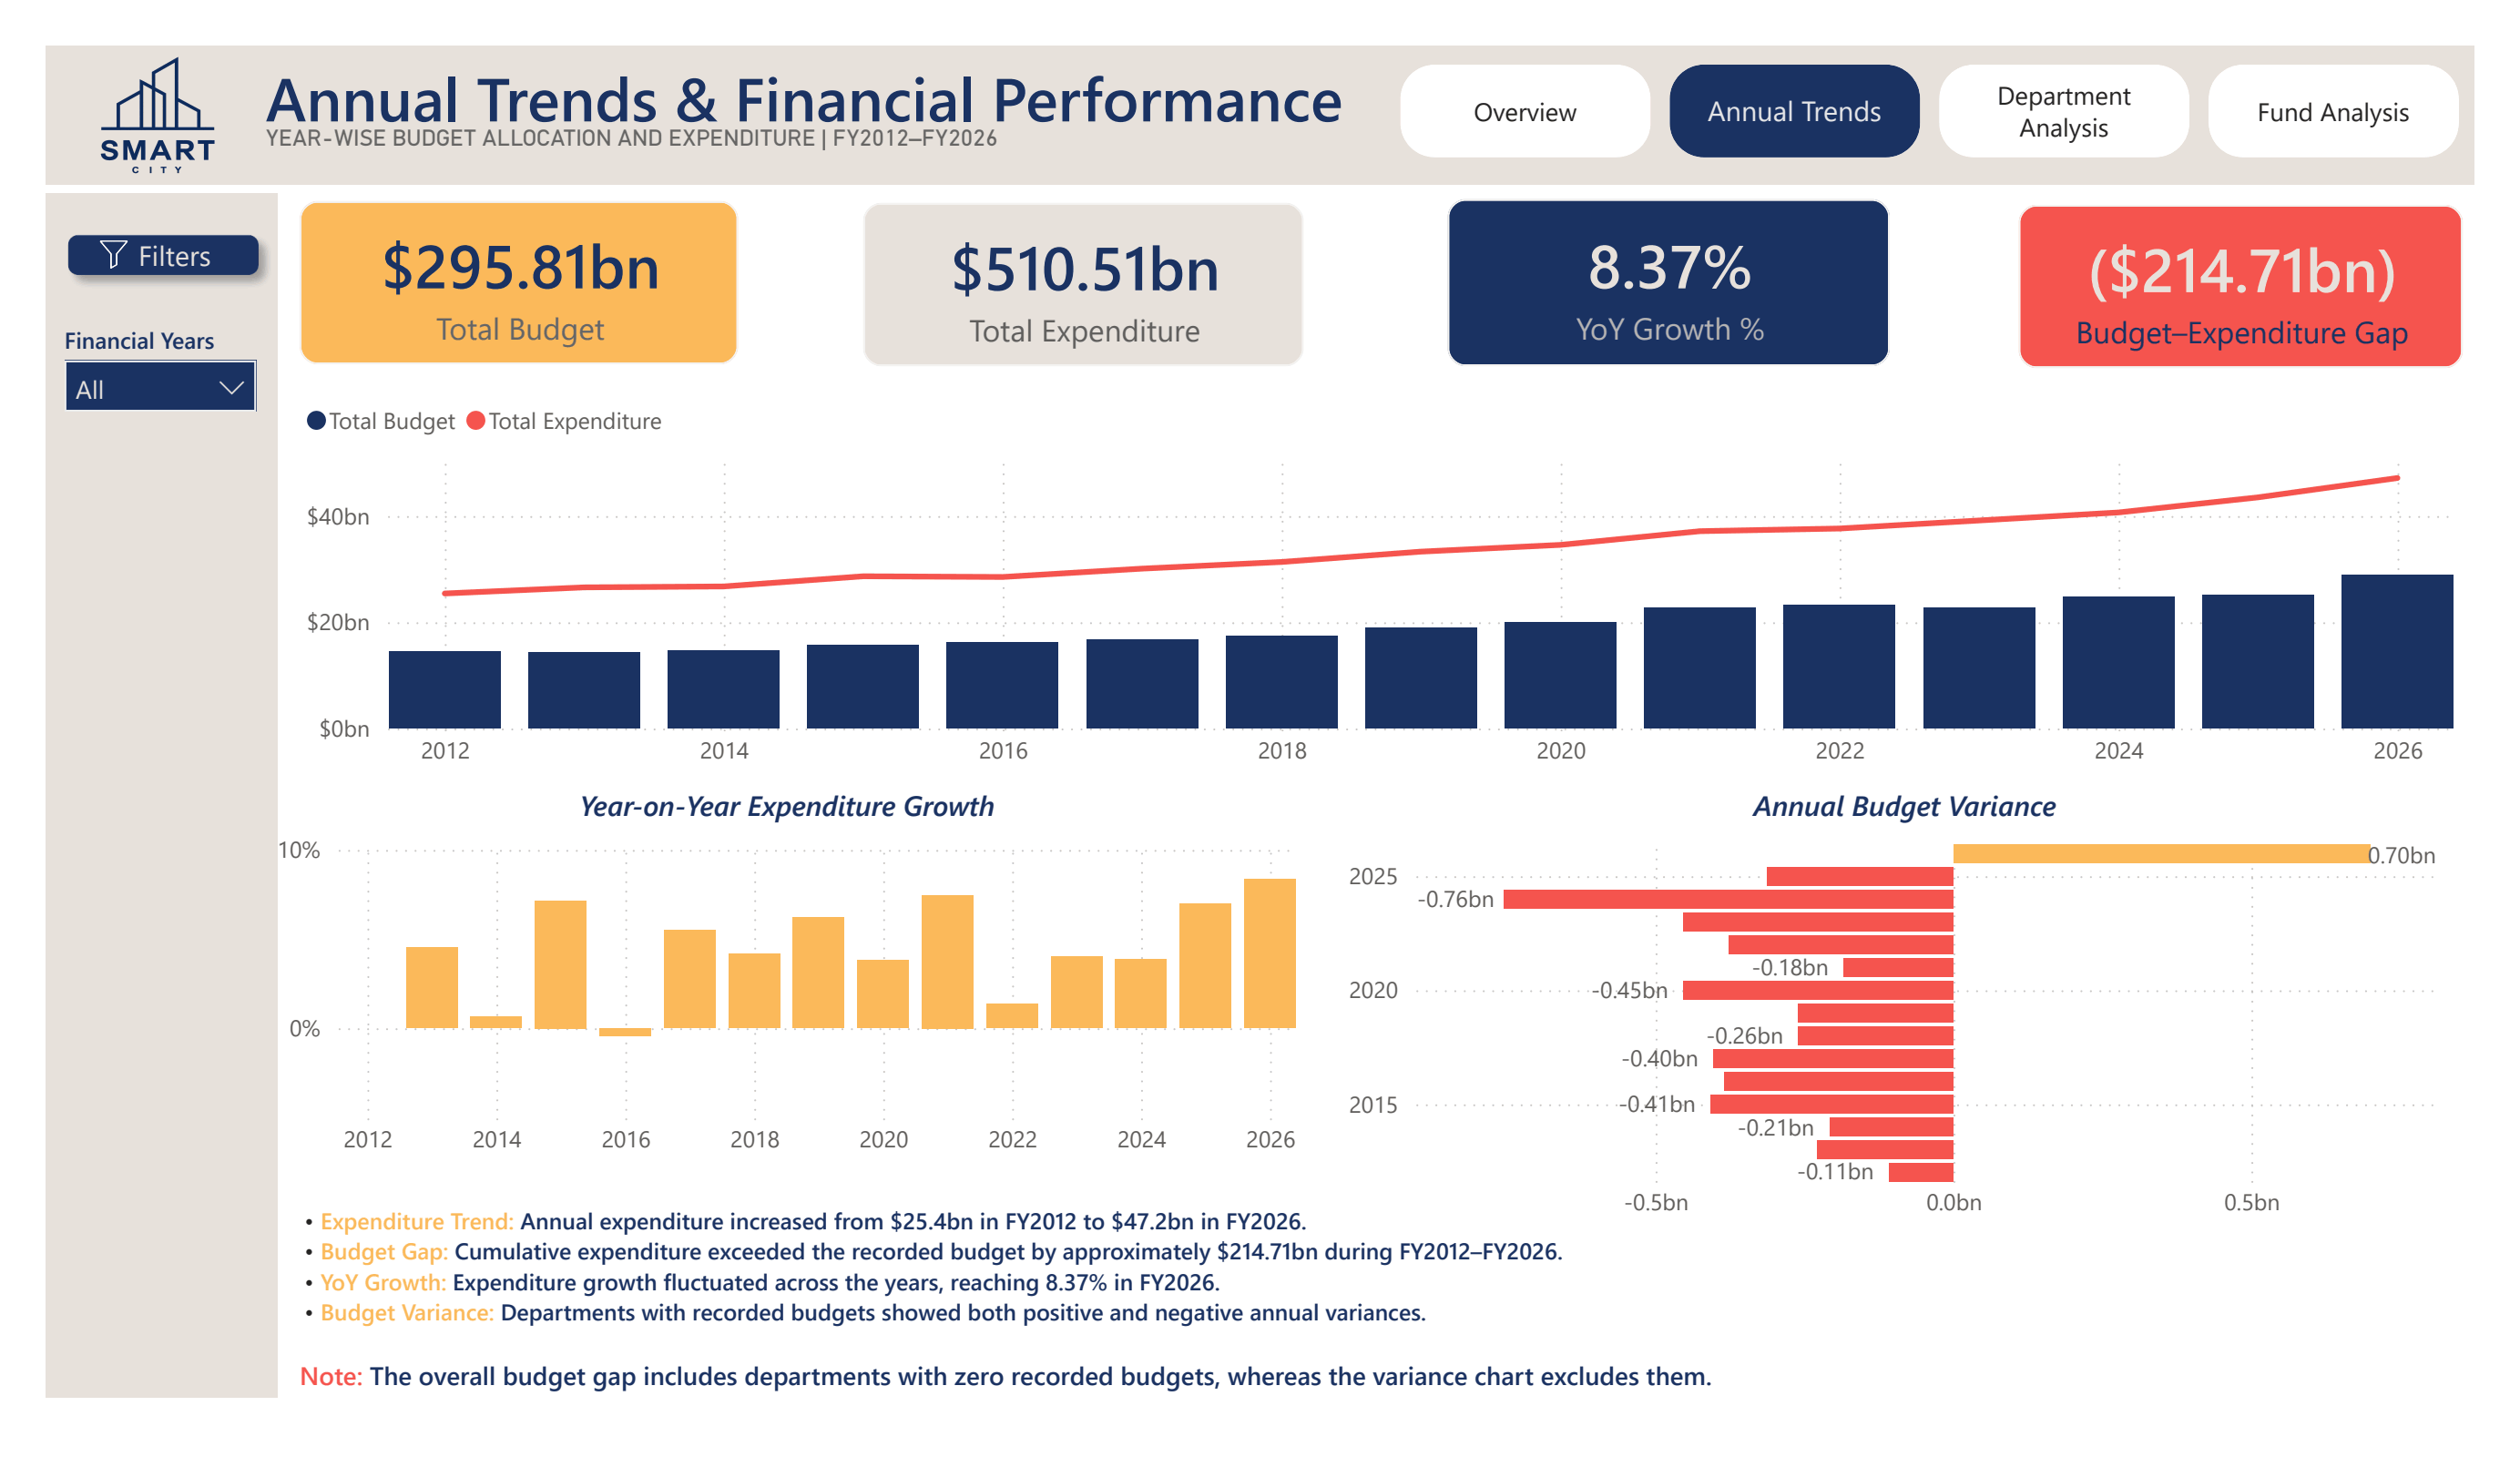 SMART
CITY
Annual Trends & Financial Performance
YEAR-WISE BUDGET ALLOCATION AND EXPENDITURE | FY2012–FY2026
Overview
Annual Trends
Department
Analysis
Fund Analysis
Filters
Financial Years
All
$295.81bn
Total Budget
$510.51bn
Total Expenditure
8.37%
YoY Growth %
($214.71bn)
Budget–Expenditure Gap
Total Budget
Total Expenditure
$40bn
$20bn
$0bn
2012
2014
2016
2018
2020
2022
2024
2026
Year-on-Year Expenditure Growth
10%
0%
2012
2014
2016
2018
2020
2022
2024
2026
Annual Budget Variance
0.70bn
2025
-0.76bn
-0.18bn
2020
-0.45bn
-0.26bn
-0.40bn
2015
-0.41bn
-0.21bn
-0.11bn
-0.5bn
0.0bn
0.5bn
• Expenditure Trend: Annual expenditure increased from $25.4bn in FY2012 to $47.2bn in FY2026.
• Budget Gap: Cumulative expenditure exceeded the recorded budget by approximately $214.71bn during FY2012–FY2026.
• YoY Growth: Expenditure growth fluctuated across the years, reaching 8.37% in FY2026.
• Budget Variance: Departments with recorded budgets showed both positive and negative annual variances.
Note: The overall budget gap includes departments with zero recorded budgets, whereas the variance chart excludes them.